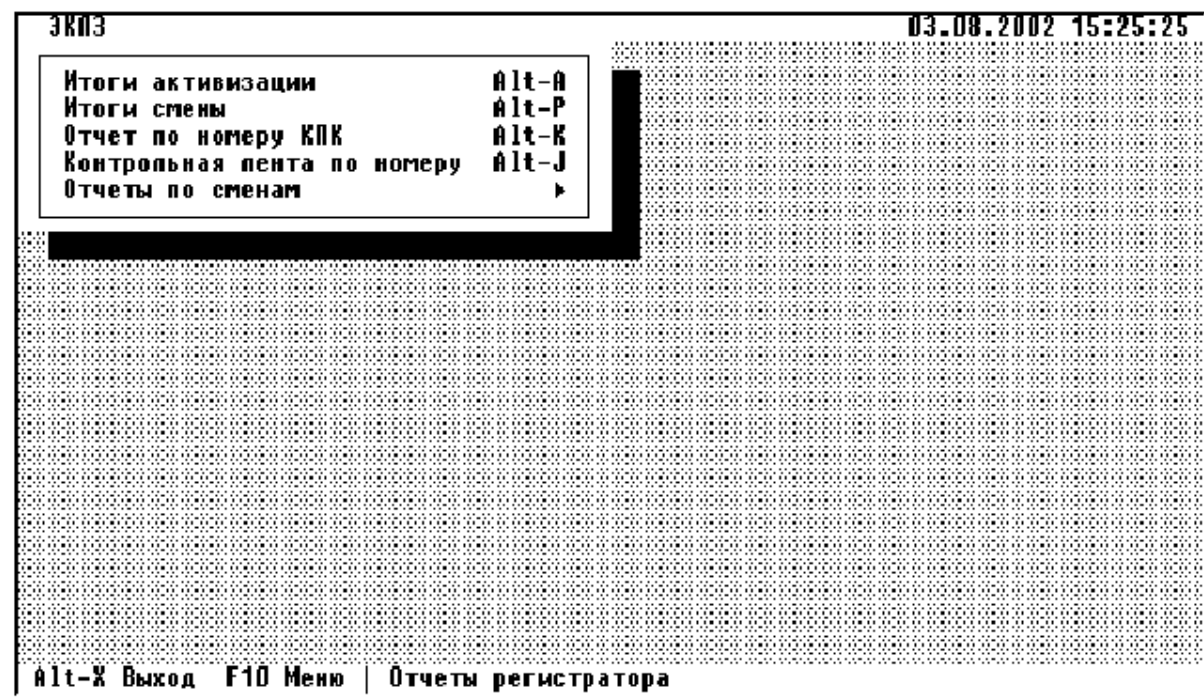 ЭКЛЗ 03.08.2002 15:25:25
Итоги активизации Alt-A
Итоги смены Alt-P
Отчет по номеру КПК Alt-K
Контрольная лента по номеру Alt-J
Отчеты по сменам ►
Alt-X Выход F10 Меню | Отчеты регистратора